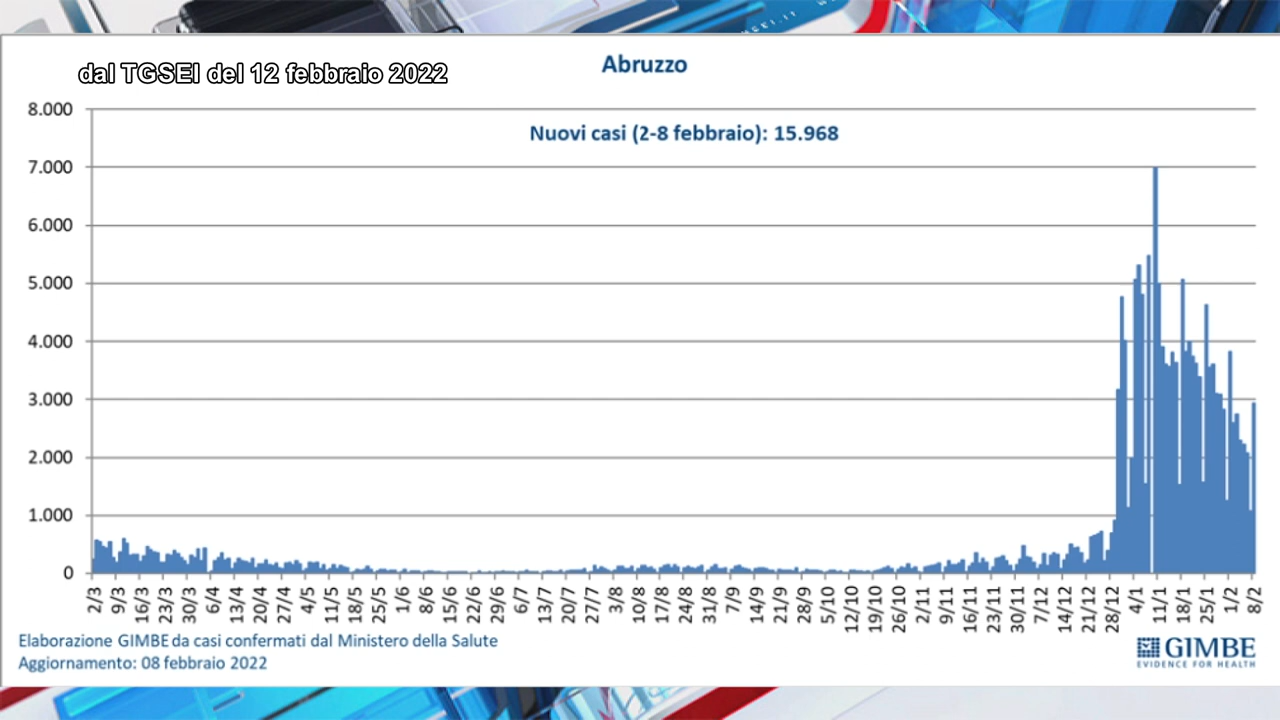 SEI.IT
dal TGSEI del 12 febbraio 2022
Abruzzo
Nuovi casi (2-8 febbraio): 15.968
8.000
7.000
6.000
5.000
4.000
3.000
2.000
1.000
0
2/3 9/3 16/3 23/3 30/3 6/4 13/4 20/4 27/4 4/5 11/5 18/5 25/5 1/6 8/6 15/6 22/6 29/6 6/7 13/7 20/7 27/7 3/8 10/8 17/8 24/8 31/8 7/9 14/9 21/9 28/9 5/10 12/10 19/10 26/10 2/11 9/11 16/11 23/11 30/11 7/12 14/12 21/12 28/12 4/1 11/1 18/1 25/1 1/2 8/2
Elaborazione GIMBE da casi confermati dal Ministero della Salute
Aggiornamento: 08 febbraio 2022
GIMBE
EVIDENCE FOR HEALTH